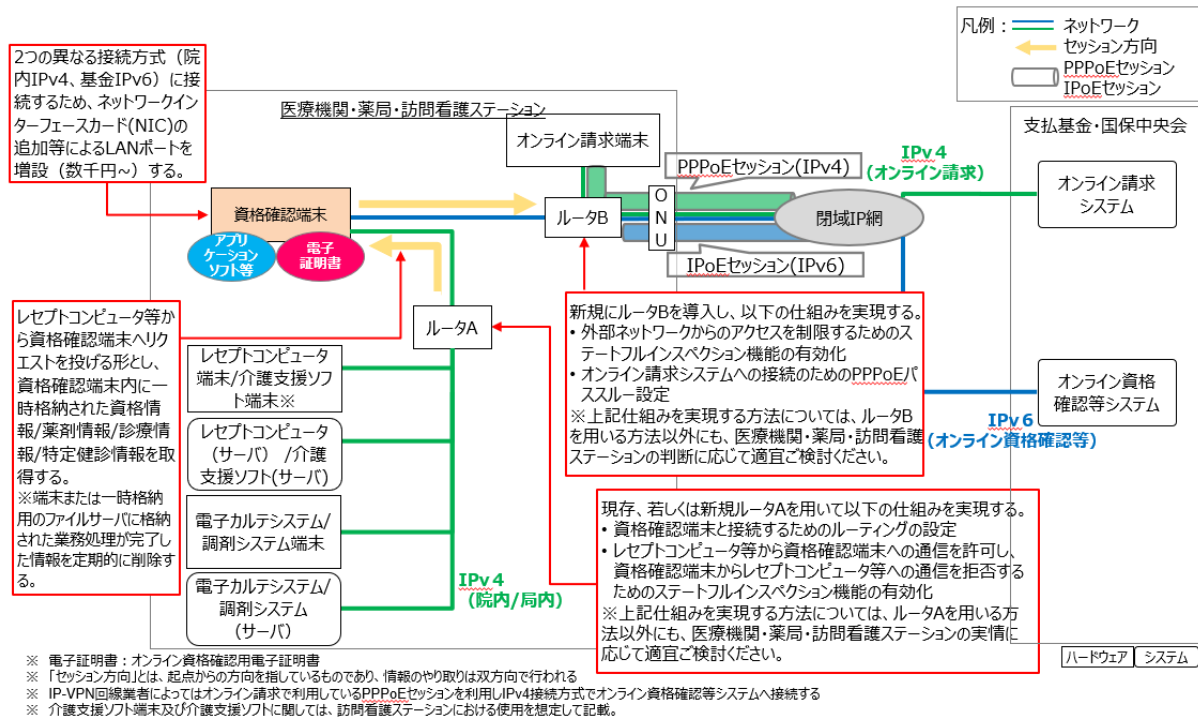 凡例：
ネットワーク
セッション方向
PPPoEセッション
IPoEセッション
2つの異なる接続方式（院
内IPv4、基金IPv6）に接
続するため、ネットワークイン
ターフェースカード(NIC)の
追加等によるLANポートを
増設（数千円~）する。
医療機関・薬局・訪問看護ステーション
支払基金・国保中央会
オンライン請求端末
PPPoEセッション(IPv4)
IPv4
(オンライン請求)
オンライン請求
システム
資格確認端末
ルータB
ONU
閉域IP網
アプリ
ケーション
ソフト等
電子
証明書
IPoEセッション(IPv6)
ルータA
レセプトコンピュータ等か
ら資格確認端末へリク
エストを投げる形とし、
資格確認端末内に一
時格納された資格情
報/薬剤情報/診療情
報/特定健診情報を取
得する。
※端末または一時格納
用のファイルサーバに格納
された業務処理が完了し
た情報を定期的に削除す
る。
新規にルータBを導入し、以下の仕組みを実現する。
• 外部ネットワークからのアクセスを制限するためのス
テートフルインスペクション機能の有効化
• オンライン請求システムへの接続のためのPPPoEパ
ススルー設定
※上記仕組みを実現する方法については、ルータB
を用いる方法以外にも、医療機関・薬局・訪問看護
ステーションの判断に応じて適宜ご検討ください。
オンライン資格
確認等システム
IPv6
(オンライン資格確認等)
レセプトコンピュータ
端末/介護支援ソフ
ト端末※
レセプトコンピュータ
(サーバ) /介護
支援ソフト(サーバ)
電子カルテシステム/
調剤システム端末
電子カルテシステム/
調剤システム
(サーバ)
IPv4
(院内/局内)
現存、若しくは新規ルータAを用いて以下の仕組みを実現する。
• 資格確認端末と接続するためのルーティングの設定
• レセプトコンピュータ等から資格確認端末への通信を許可し、
資格確認端末からレセプトコンピュータ等への通信を拒否する
ためのステートフルインスペクション機能の有効化
※上記仕組みを実現する方法については、ルータAを用いる方
法以外にも、医療機関・薬局・訪問看護ステーションの実情に
応じて適宜ご検討ください。
ハードウェア
システム
※ 電子証明書：オンライン資格確認用電子証明書
※ 「セッション方向」とは、起点からの方向を指しているものであり、情報のやり取りは双方向で行われる
※ IP-VPN回線業者によってはオンライン請求で利用しているPPPoEセッションを利用しIPv4接続方式でオンライン資格確認等システムへ接続する
※ 介護支援ソフト端末及び介護支援ソフトに関しては、訪問看護ステーションにおける使用を想定して記載。